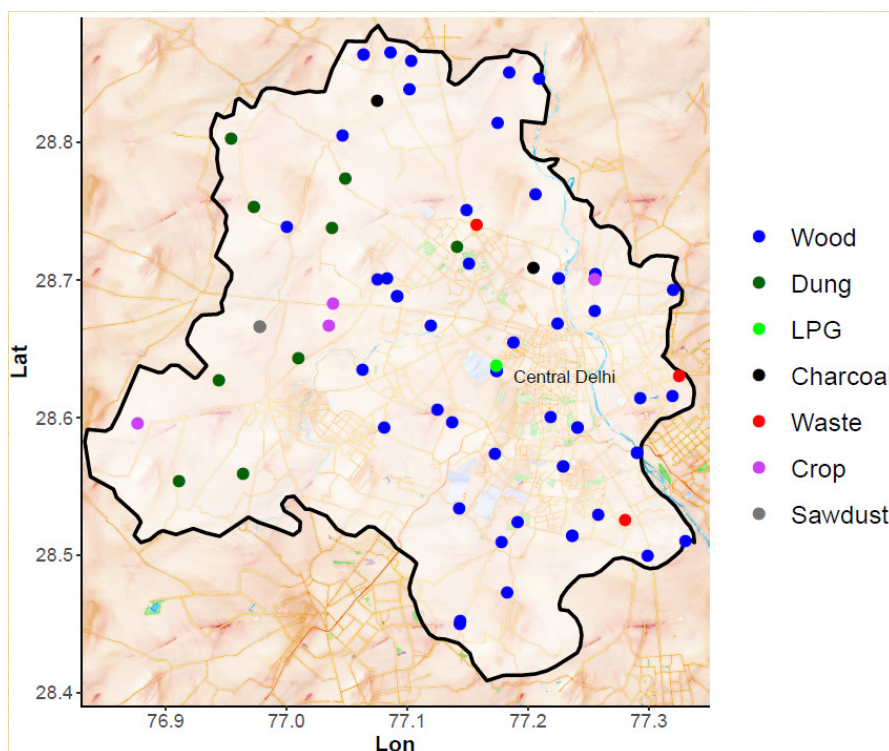 28.8
28.7
28.6
28.5
28.4
Lat
76.9
77.0
77.1
77.2
77.3
Lon
Central Delhi
Wood
Dung
LPG
Charcoal
Waste
Crop
Sawdust